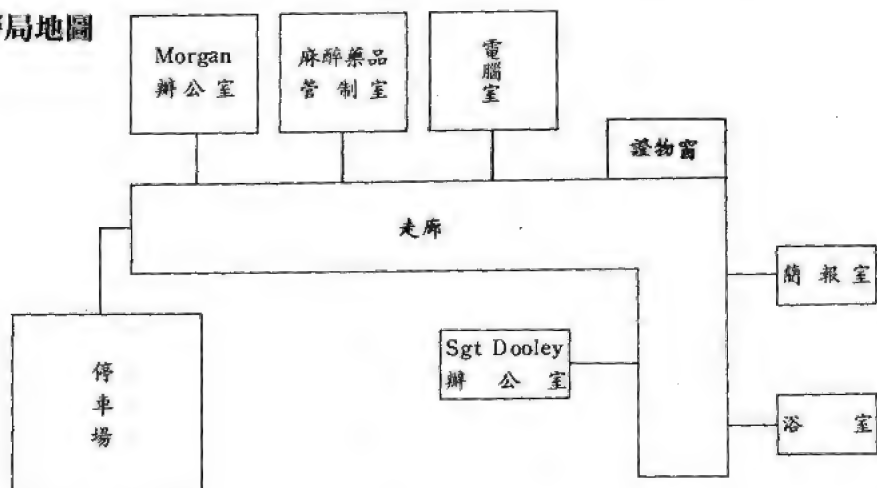 局地圖
Morgan
辦公室
麻醉藥品
管制室
電腦室
證物窗
走廊
簡報室
Sgt Dooley
辦公室
停車場
浴室